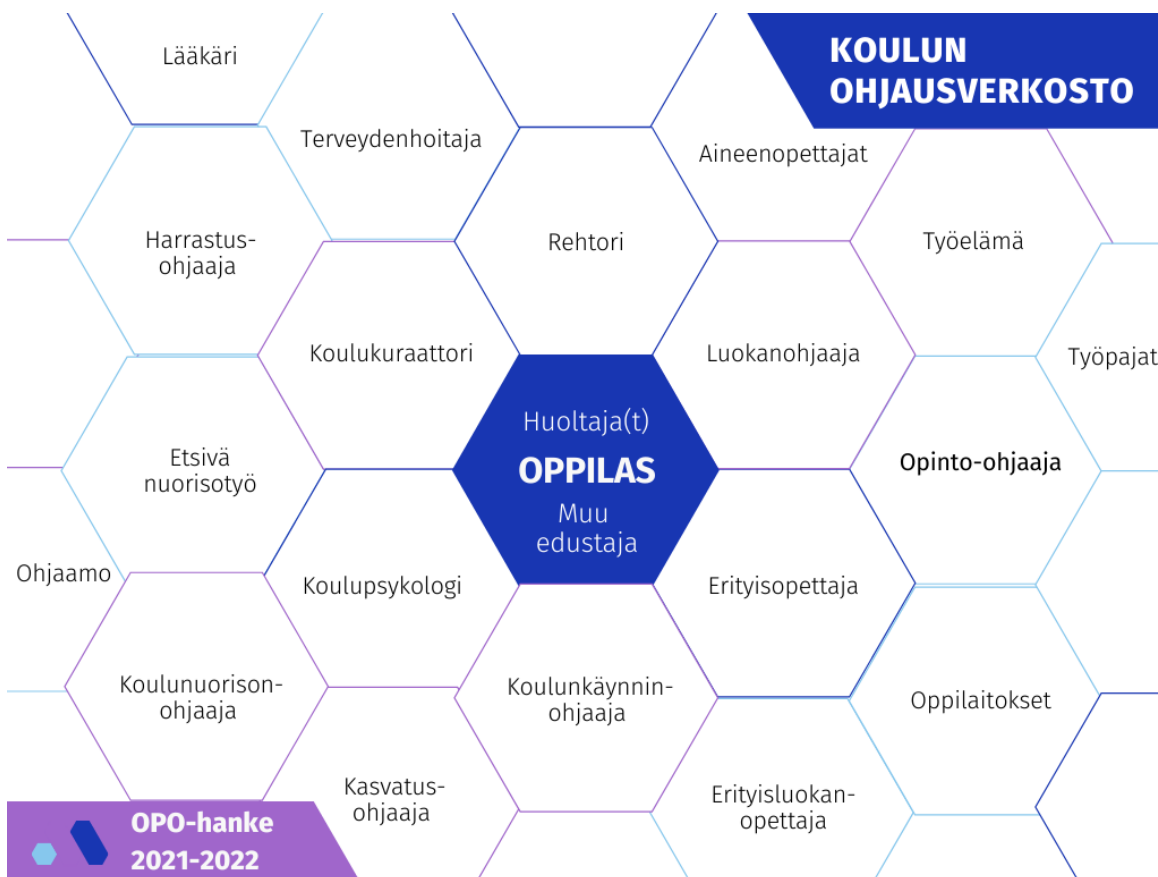 KOULUN
OHJAUSVERKOSTO
Lääkäri
Terveydenhoitaja
Aineenopettajat
Harrastus-
ohjaaja
Rehtori
Työelämä
Koulukuraattori
Luokanohjaaja
Työpajat
Huoltaja(t)
OPPILAS
Muu
edustaja
Etsivä
nuorisotyö
Opinto-ohjaaja
Ohjaamo
Koulupsykologi
Erityisopettaja
Koulunuorison-
ohjaaja
Koulunkäynnin-
ohjaaja
Oppilaitokset
Kasvatus-
ohjaaja
Erityisluokan-
opettaja
OPO-hanke
2021-2022